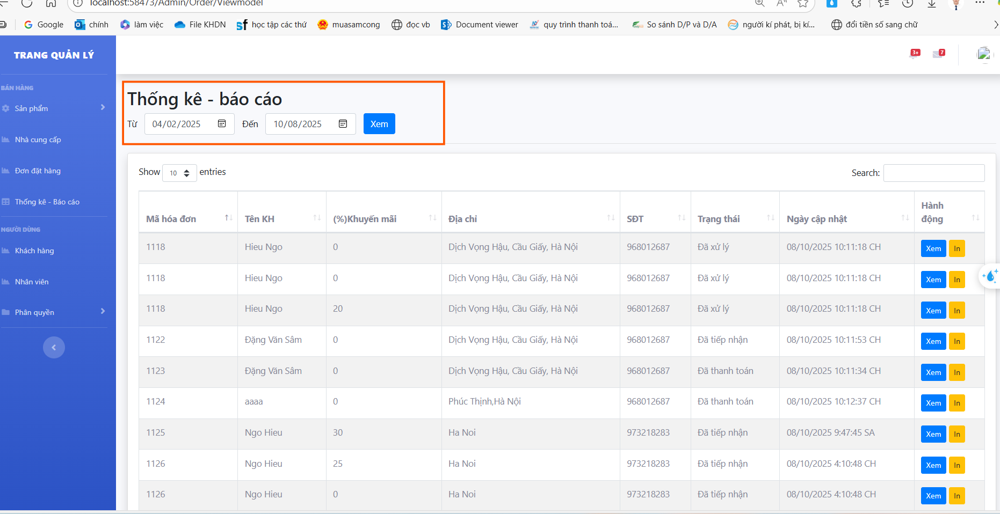 localhost:58473/Admin/Order/Viewmodel
Google chính làm việc File KHDN học tập các thứ muasamcong đọc vb Document viewer quy trình thanh toá... So sánh D/P và D/A người kí phát, bị kí... đổi tiền số sang chữ
TRANG QUẢN LÝ
3+ 7
BÁN HÀNG
Sản phẩm
Nhà cung cấp
Đơn đặt hàng
Thống kê - Báo cáo
NGƯỜI DÙNG
Khách hàng
Nhân viên
Phân quyền
Thống kê - báo cáo
Từ 04/02/2025 Đến 10/08/2025 Xem
Show 10 entries Search:
Mã hóa đơn Tên KH (%)Khuyến mãi Địa chỉ SĐT Trạng thái Ngày cập nhật Hành động
1118 Hieu Ngo 0 Dịch Vọng Hậu, Cầu Giấy, Hà Nội 968012687 Đã xử lý 08/10/2025 10:11:18 CH Xem In
1118 Hieu Ngo 0 Dịch Vọng Hậu, Cầu Giấy, Hà Nội 968012687 Đã xử lý 08/10/2025 10:11:18 CH Xem In
1118 Hieu Ngo 20 Dịch Vọng Hậu, Cầu Giấy, Hà Nội 968012687 Đã xử lý 08/10/2025 10:11:18 CH Xem In
1122 Đặng Văn Sâm 0 Dịch Vọng Hậu, Cầu Giấy, Hà Nội 968012687 Đã tiếp nhận 08/10/2025 10:11:53 CH Xem In
1123 Đặng Văn Sâm 0 Dịch Vọng Hậu, Cầu Giấy, Hà Nội 968012687 Đã thanh toán 08/10/2025 10:11:34 CH Xem In
1124 aaaa 0 Phúc Thịnh,Hà Nội 968012687 Đã thanh toán 08/10/2025 10:12:37 CH Xem In
1125 Ngo Hieu 30 Ha Noi 973218283 Đã tiếp nhận 08/10/2025 9:47:45 SA Xem In
1126 Ngo Hieu 25 Ha Noi 973218283 Đã tiếp nhận 08/10/2025 4:10:48 CH Xem In
1126 Ngo Hieu 0 Ha Noi 973218283 Đã tiếp nhận 08/10/2025 4:10:48 CH Xem In